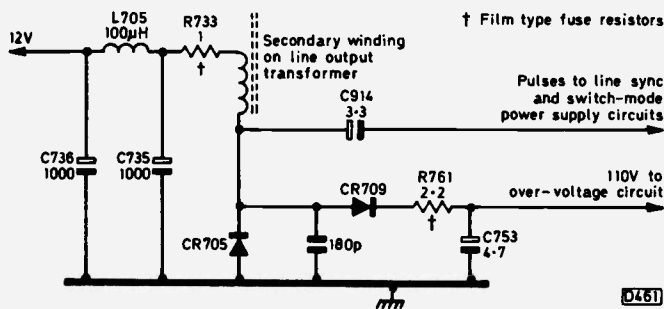 L705
100µH
R733
1
†
12V
† Film type fuse resistors
Secondary winding
on line output
transformer
Pulses to line sync
and switch-mode
power supply circuits
C914
3·3
C736
1000
C735
1000
CR709
R761
2·2
†
110V to
over-voltage circuit
CR705
180p
C753
4·7
D461